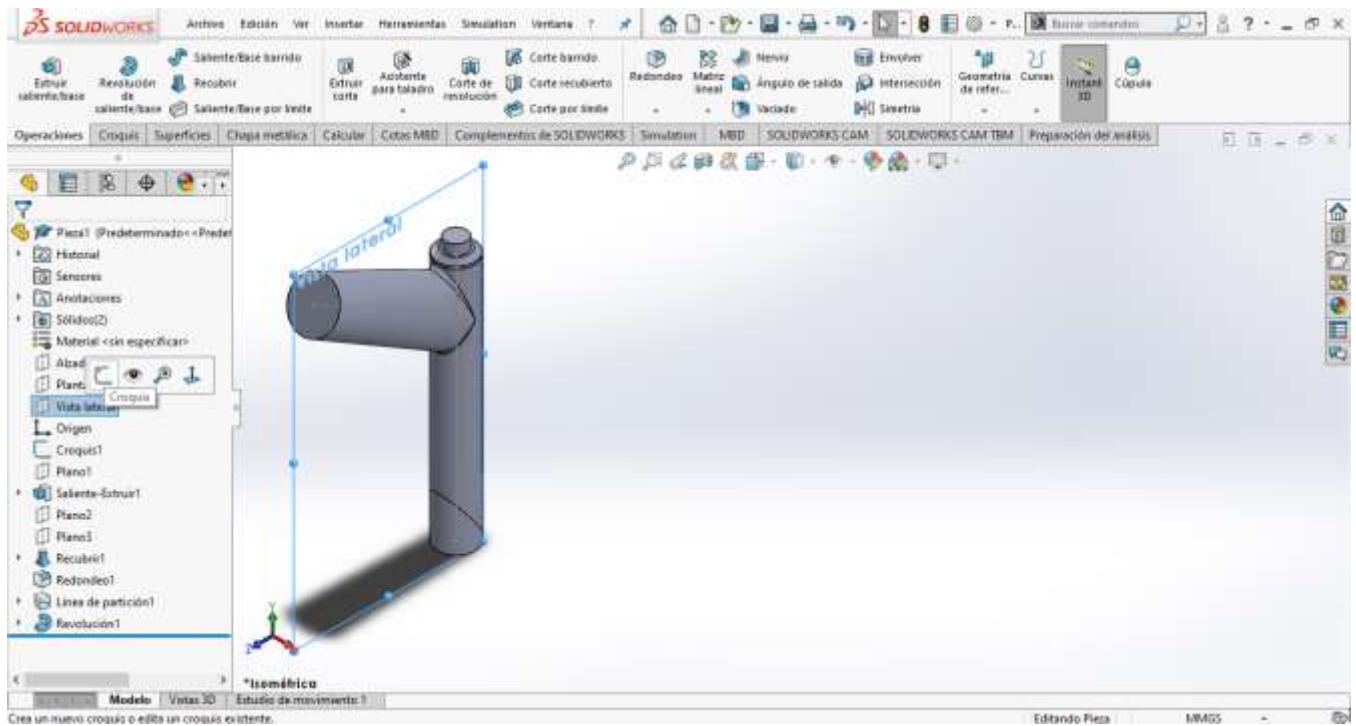 SOLIDWORKS Archivo Edición Ver Insertar Herramientas Simulation Ventana ? P... Buscar comandos
Extruir saliente/base
Revolución de saliente/base
Saliente/Base barrido
Recubrir
Saliente/Base por límite
Extruir corte
Asistente para taladro
Corte de revolución
Corte barrido
Corte recubierto
Corte por límite
Redondeo
Matriz lineal
Nervio
Ángulo de salida
Vaciado
Envolver
Intersección
Simetría
Geometría de refer...
Curvas
Instant 3D
Cúpula
Operaciones Croquis Superficies Chapa metálica Calcular Cotas MBD Complementos de SOLIDWORKS Simulation MBD SOLIDWORKS CAM SOLIDWORKS CAM TBM Preparación del análisis
Pieza1 (Predeterminado<<Predet
Historial
Sensores
Anotaciones
Sólidos(2)
Material <sin especificar>
Alzad
Planta
Croquis
Vista lateral
Origen
Croquis1
Plano1
Saliente-Extruir1
Plano2
Plano3
Recubrir1
Redondeo1
Línea de partición1
Revolución1
Vista lateral
Y
Z
*Isométrica
Modelo Vistas 3D Estudio de movimiento 1
Crea un nuevo croquis o edita un croquis existente. Editando Pieza MMGS